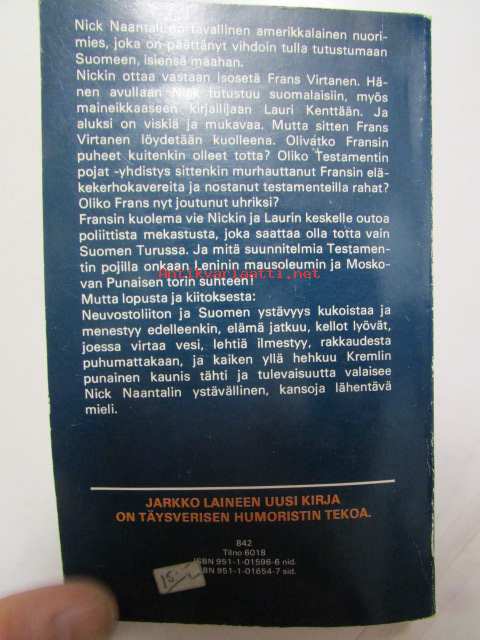 Nick Naantali on tavallinen amerikkalainen nuori-
mies, joka on päättänyt vihdoin tulla tutustumaan
Suomeen, isiensä maahan.
Nickin ottaa vastaan isosetä Frans Virtanen. Hä-
nen avullaan Nick tutustuu suomalaisiin, myös
maineikkaaseen kirjailijaan Lauri Kenttään. Ja
aluksi on viskiä ja mukavaa. Mutta sitten Frans
Virtanen löydetään kuolleena. Olivatko Fransin
puheet kuitenkin olleet totta? Oliko Testamentin
pojat -yhdistys sittenkin murhauttanut Fransin elä-
kekerhokavereita ja nostanut testamenteilla rahat?
Oliko Frans nyt joutunut uhriksi?
Fransin kuolema vie Nickin ja Laurin keskelle outoa
poliittista mekastusta, joka saattaa olla totta vain
Suomen Turussa. Ja mitä suunnitelmia Testamen-
tin pojilla onkaan Leninin mausoleumin ja Mosko-
van Punaisen torin suhteen!
Antikvariaatti.net
Mutta lopusta ja kiitoksesta:
Neuvostoliiton ja Suomen ystävyys kukoistaa ja
menestyy edelleenkin, elämä jatkuu, kellot lyövät,
joessa virtaa vesi, lehtiä ilmestyy, rakkaudesta
puhumattakaan, ja kaiken yllä hehkuu Kremlin
punainen kaunis tähti ja tulevaisuutta valaisee
Nick Naantalin ystävällinen, kansoja lähentävä
mieli.
JARKKO LAINEEN UUSI KIRJA
ON TÄYSVERISEN HUMORISTIN TEKOA.
842
Tilno 6018
ISBN 951-1-01596-6 nid.
ISBN 951-1-01654-7 sid.
15:-